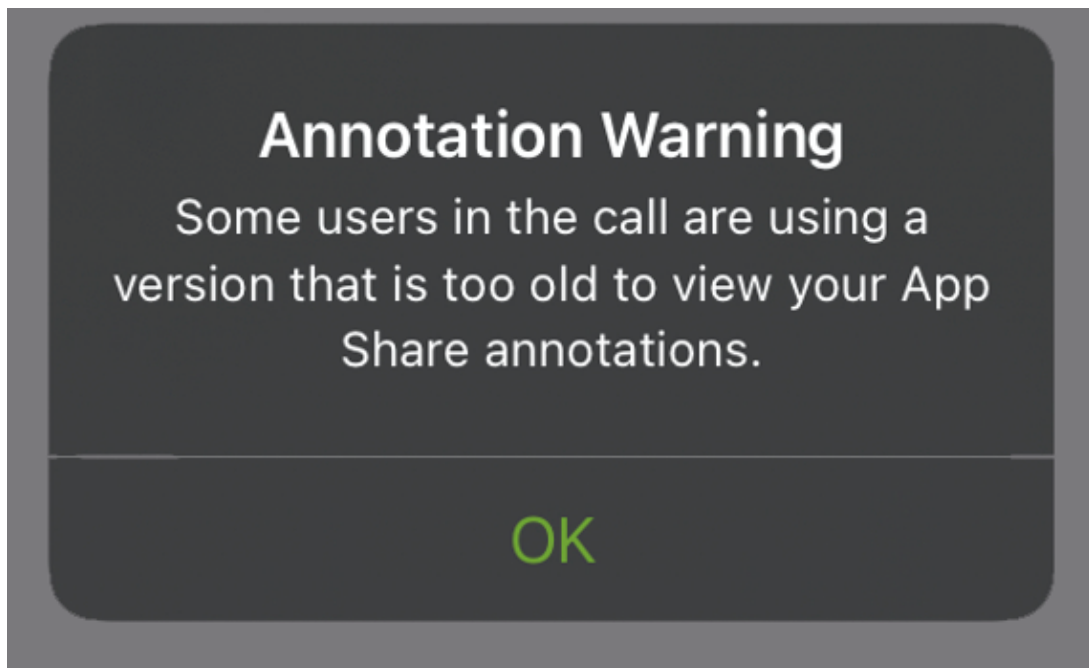 Annotation Warning
Some users in the call are using a
version that is too old to view your App
Share annotations.
OK